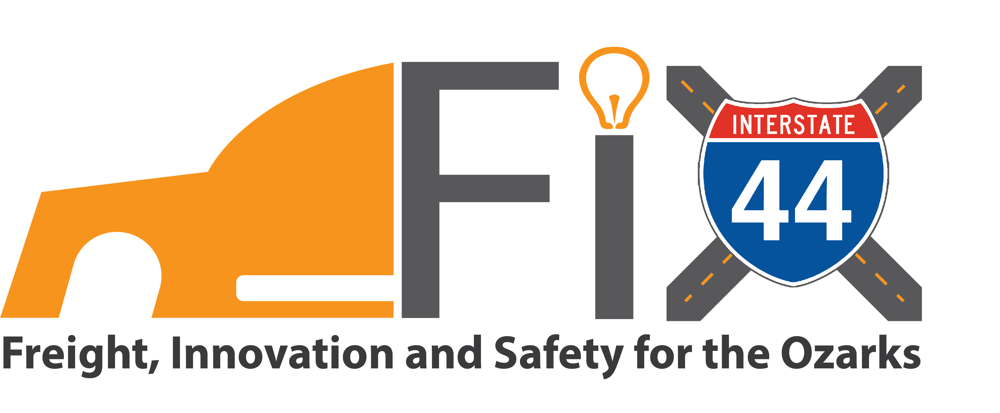 FiX
INTERSTATE
44
Freight, Innovation and Safety for the Ozarks